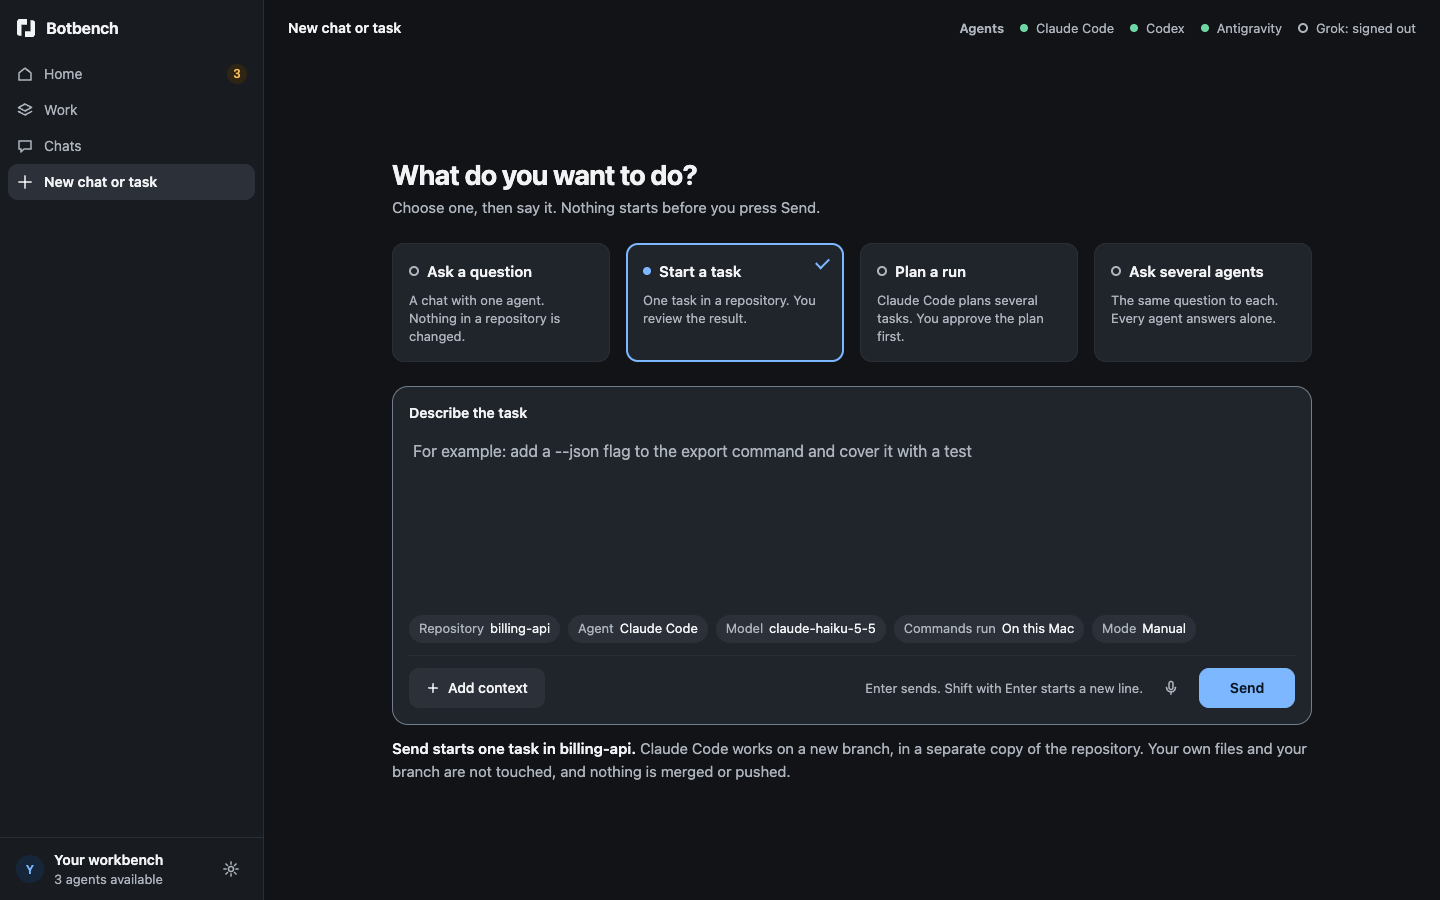 Botbench
Home 3
Work
Chats
New chat or task
Your workbench
3 agents available
Y
New chat or task
Agents Claude Code Codex Antigravity Grok: signed out
What do you want to do?
Choose one, then say it. Nothing starts before you press Send.
Ask a question
A chat with one agent.
Nothing in a repository is
changed.
Start a task
One task in a repository. You
review the result.
Plan a run
Claude Code plans several
tasks. You approve the plan
first.
Ask several agents
The same question to each.
Every agent answers alone.
Describe the task
For example: add a --json flag to the export command and cover it with a test
Repository billing-api Agent Claude Code Model claude-haiku-5-5 Commands run On this Mac Mode Manual
Add context Enter sends. Shift with Enter starts a new line. Send
Send starts one task in billing-api. Claude Code works on a new branch, in a separate copy of the repository. Your own files and your
branch are not touched, and nothing is merged or pushed.